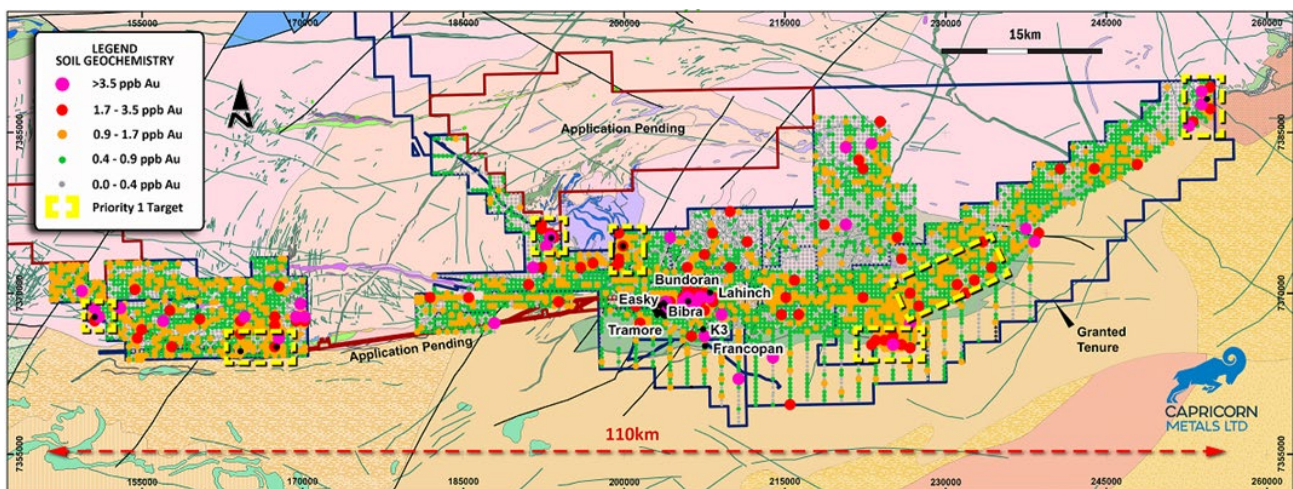 155000 170000 185000 200000 215000 230000 245000 260000
LEGEND
SOIL GEOCHEMISTRY
>3.5 ppb Au
1.7 - 3.5 ppb Au
0.9 - 1.7 ppb Au
0.4 - 0.9 ppb Au
0.0 - 0.4 ppb Au
Priority 1 Target
N
15km
7385000
7385000
Application Pending
7370000
7370000
Bundoran
Easky
Lahinch
Bibra
Tramore
K3
Francopan
Application Pending
Granted
Tenure
CAPRICORN
METALS LTD
110km
7355000
7355000
155000 170000 185000 200000 215000 230000 245000 260000